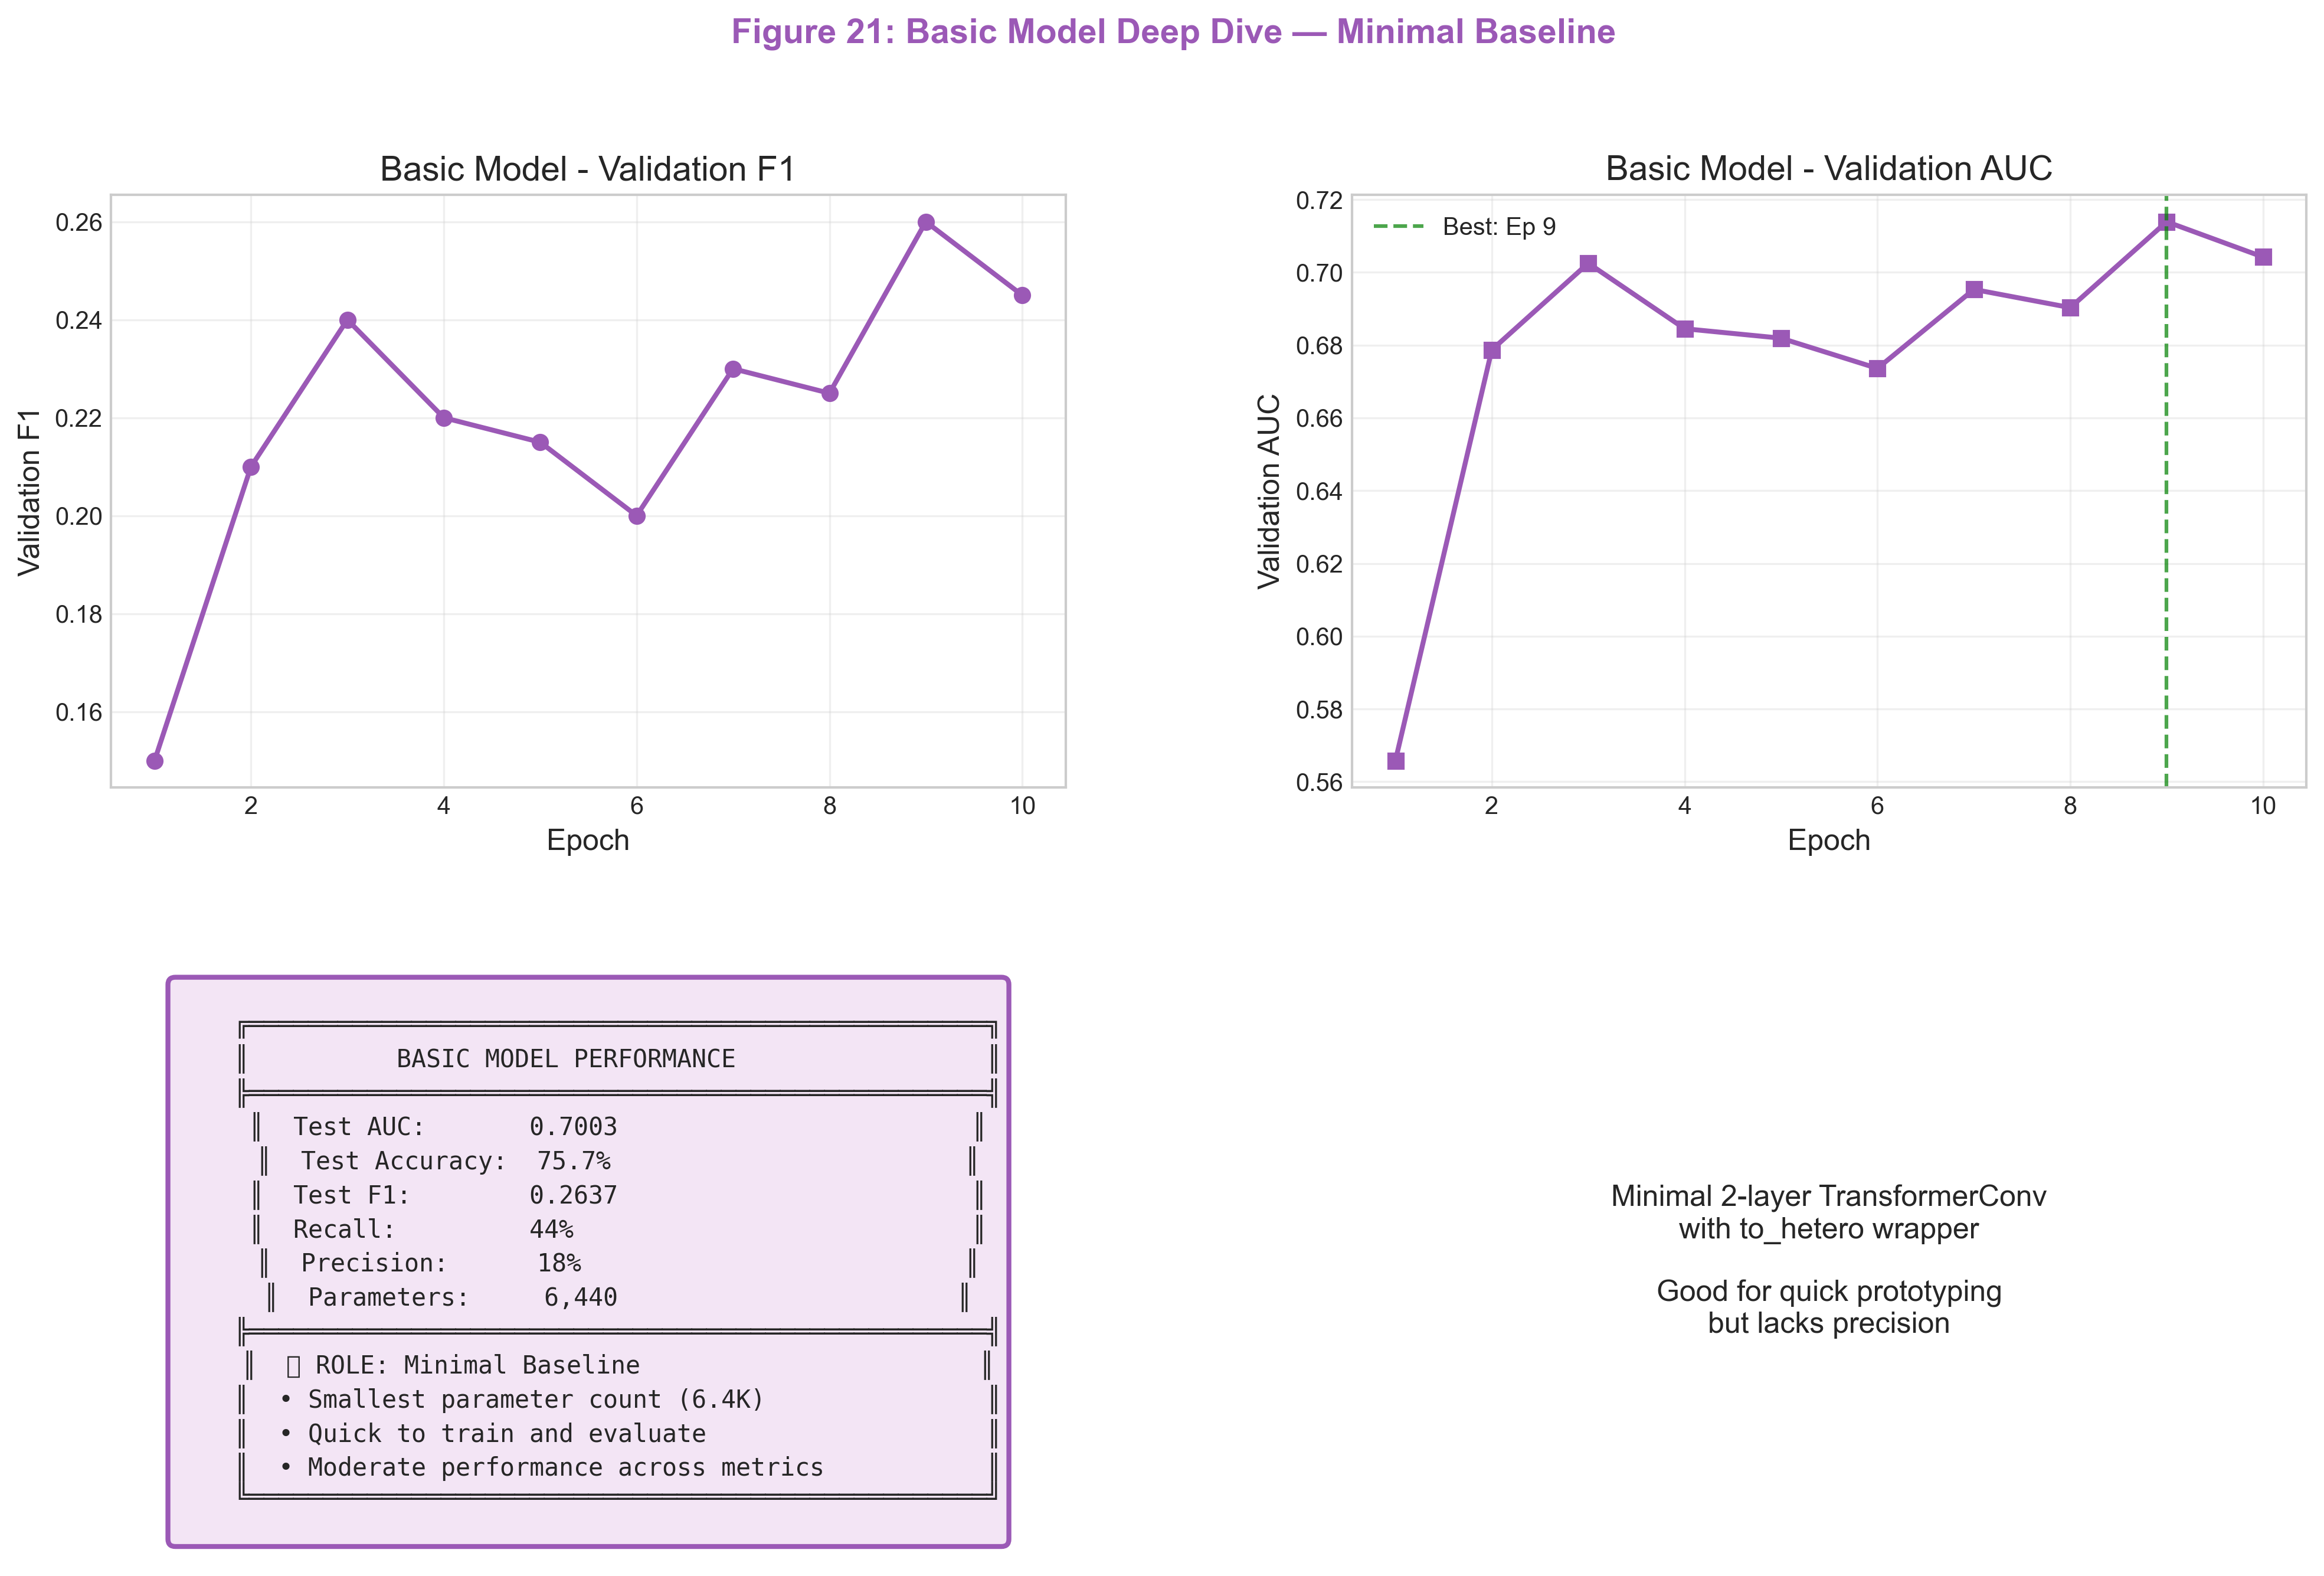 Figure 21: Basic Model Deep Dive — Minimal Baseline
Basic Model - Validation F1
Validation F1
0.26
0.24
0.22
0.20
0.18
0.16
2 4 6 8 10
Epoch
Basic Model - Validation AUC
Best: Ep 9
Validation AUC
0.72
0.70
0.68
0.66
0.64
0.62
0.60
0.58
0.56
2 4 6 8 10
Epoch
BASIC MODEL PERFORMANCE
Test AUC: 0.7003
Test Accuracy: 75.7%
Test F1: 0.2637
Recall: 44%
Precision: 18%
Parameters: 6,440
ROLE: Minimal Baseline
• Smallest parameter count (6.4K)
• Quick to train and evaluate
• Moderate performance across metrics
Minimal 2-layer TransformerConv
with to_hetero wrapper
Good for quick prototyping
but lacks precision